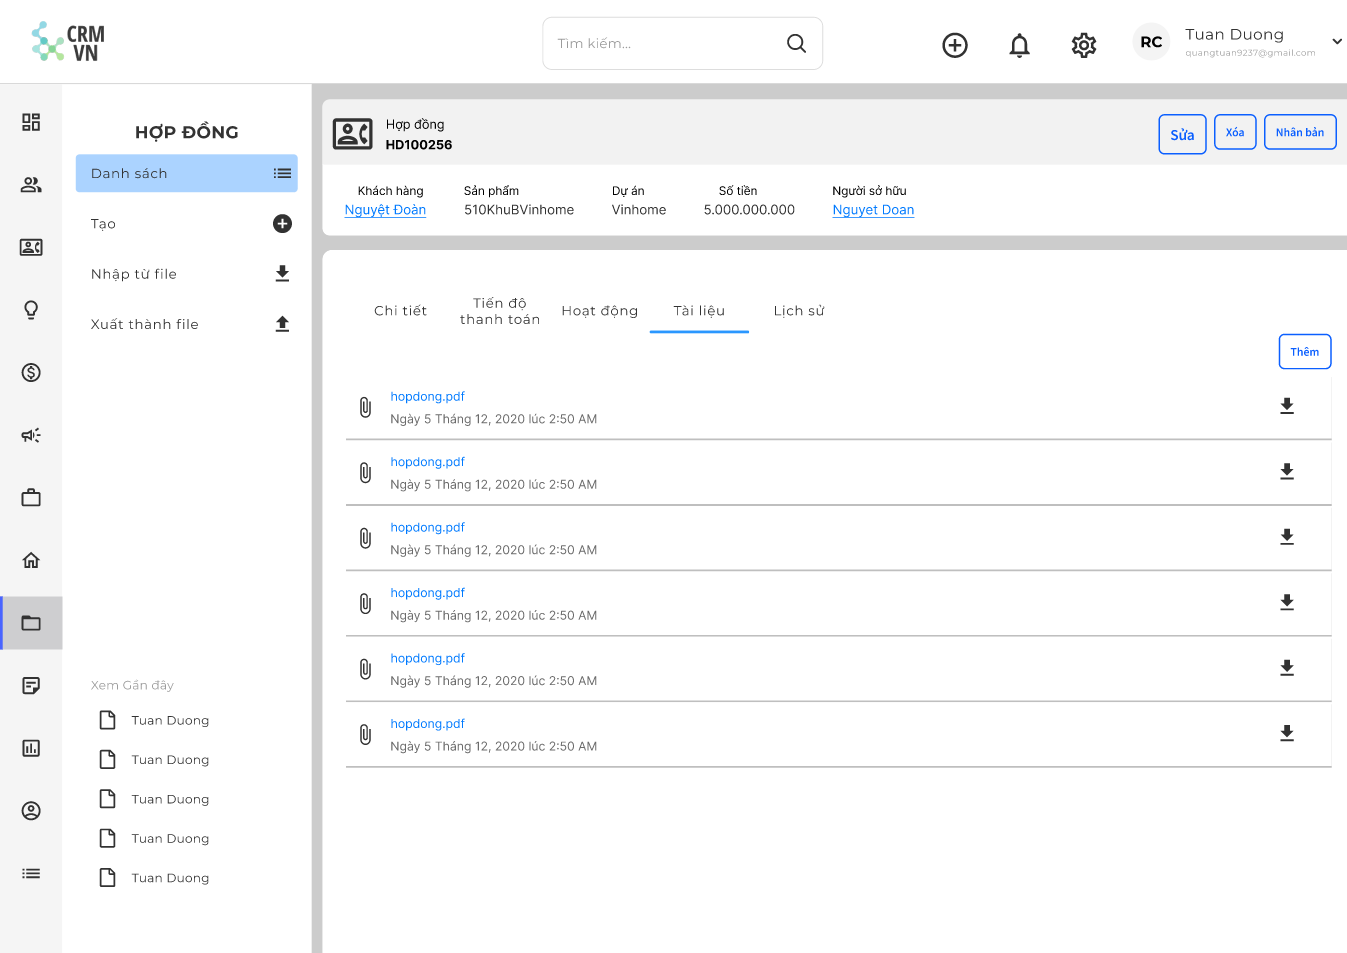 CRM
VN
Tìm kiếm...
RC
Tuan Duong
quangtuan9237@gmail.com
HỢP ĐỒNG
Danh sách
Tạo
Nhập từ file
Xuất thành file
Xem Gần đây
Tuan Duong
Tuan Duong
Tuan Duong
Tuan Duong
Tuan Duong
Hợp đồng
HD100256
Sửa
Xóa
Nhân bản
Khách hàng
Sản phẩm
Dự án
Số tiền
Người sở hữu
Nguyệt Đoàn
510KhuBVinhome
Vinhome
5.000.000.000
Nguyet Doan
Chi tiết
Tiến độ
thanh toán
Hoạt động
Tài liệu
Lịch sử
Thêm
hopdong.pdf
Ngày 5 Tháng 12, 2020 lúc 2:50 AM
hopdong.pdf
Ngày 5 Tháng 12, 2020 lúc 2:50 AM
hopdong.pdf
Ngày 5 Tháng 12, 2020 lúc 2:50 AM
hopdong.pdf
Ngày 5 Tháng 12, 2020 lúc 2:50 AM
hopdong.pdf
Ngày 5 Tháng 12, 2020 lúc 2:50 AM
hopdong.pdf
Ngày 5 Tháng 12, 2020 lúc 2:50 AM